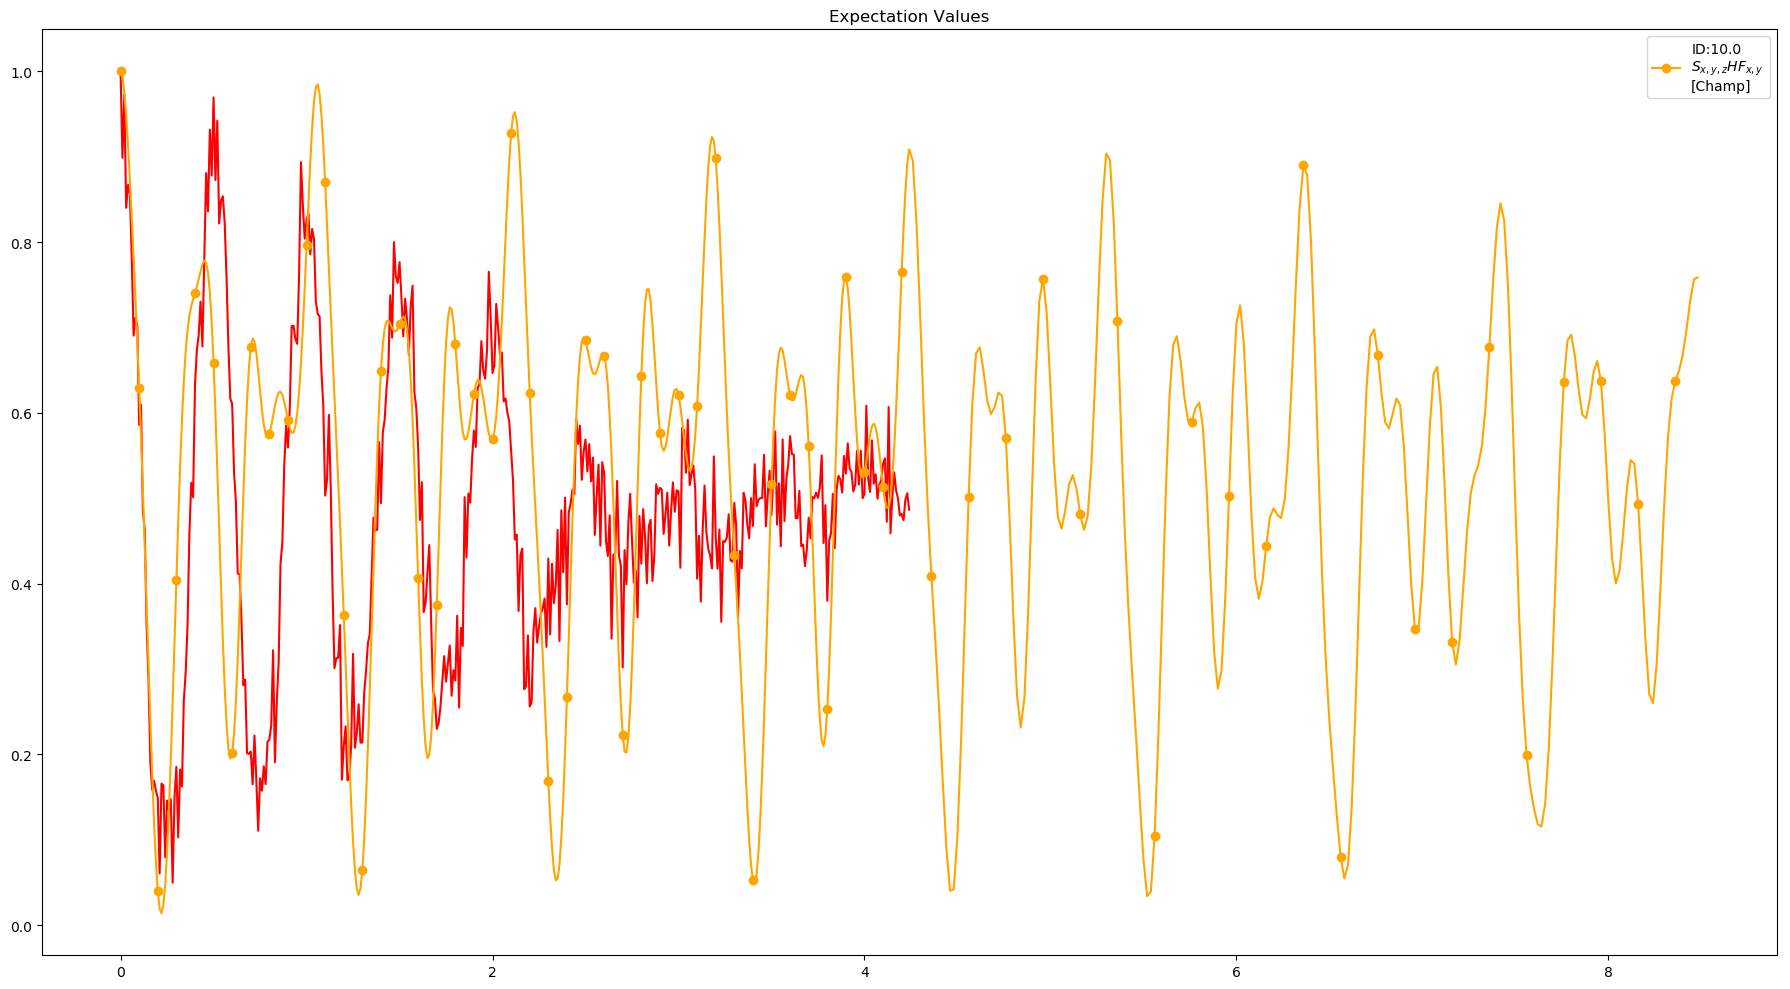 Expectation Values
ID:10.0
S_{x,y,z}HF_{x,y}
[Champ]
1.0
0.8
0.6
0.4
0.2
0.0
0 2 4 6 8